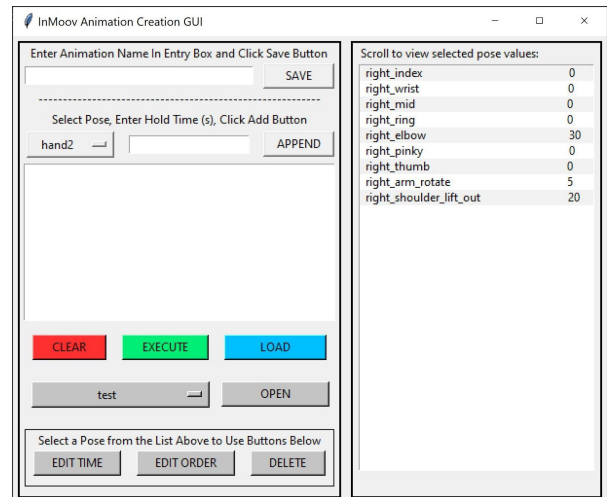 InMoov Animation Creation GUI
Enter Animation Name In Entry Box and Click Save Button
SAVE
--------------------------------------------------------
Select Pose, Enter Hold Time (s), Click Add Button
hand2 APPEND
CLEAR EXECUTE LOAD
test OPEN
Select a Pose from the List Above to Use Buttons Below
EDIT TIME EDIT ORDER DELETE
Scroll to view selected pose values:
right_index 0
right_wrist 0
right_mid 0
right_ring 0
right_elbow 30
right_pinky 0
right_thumb 0
right_arm_rotate 5
right_shoulder_lift_out 20